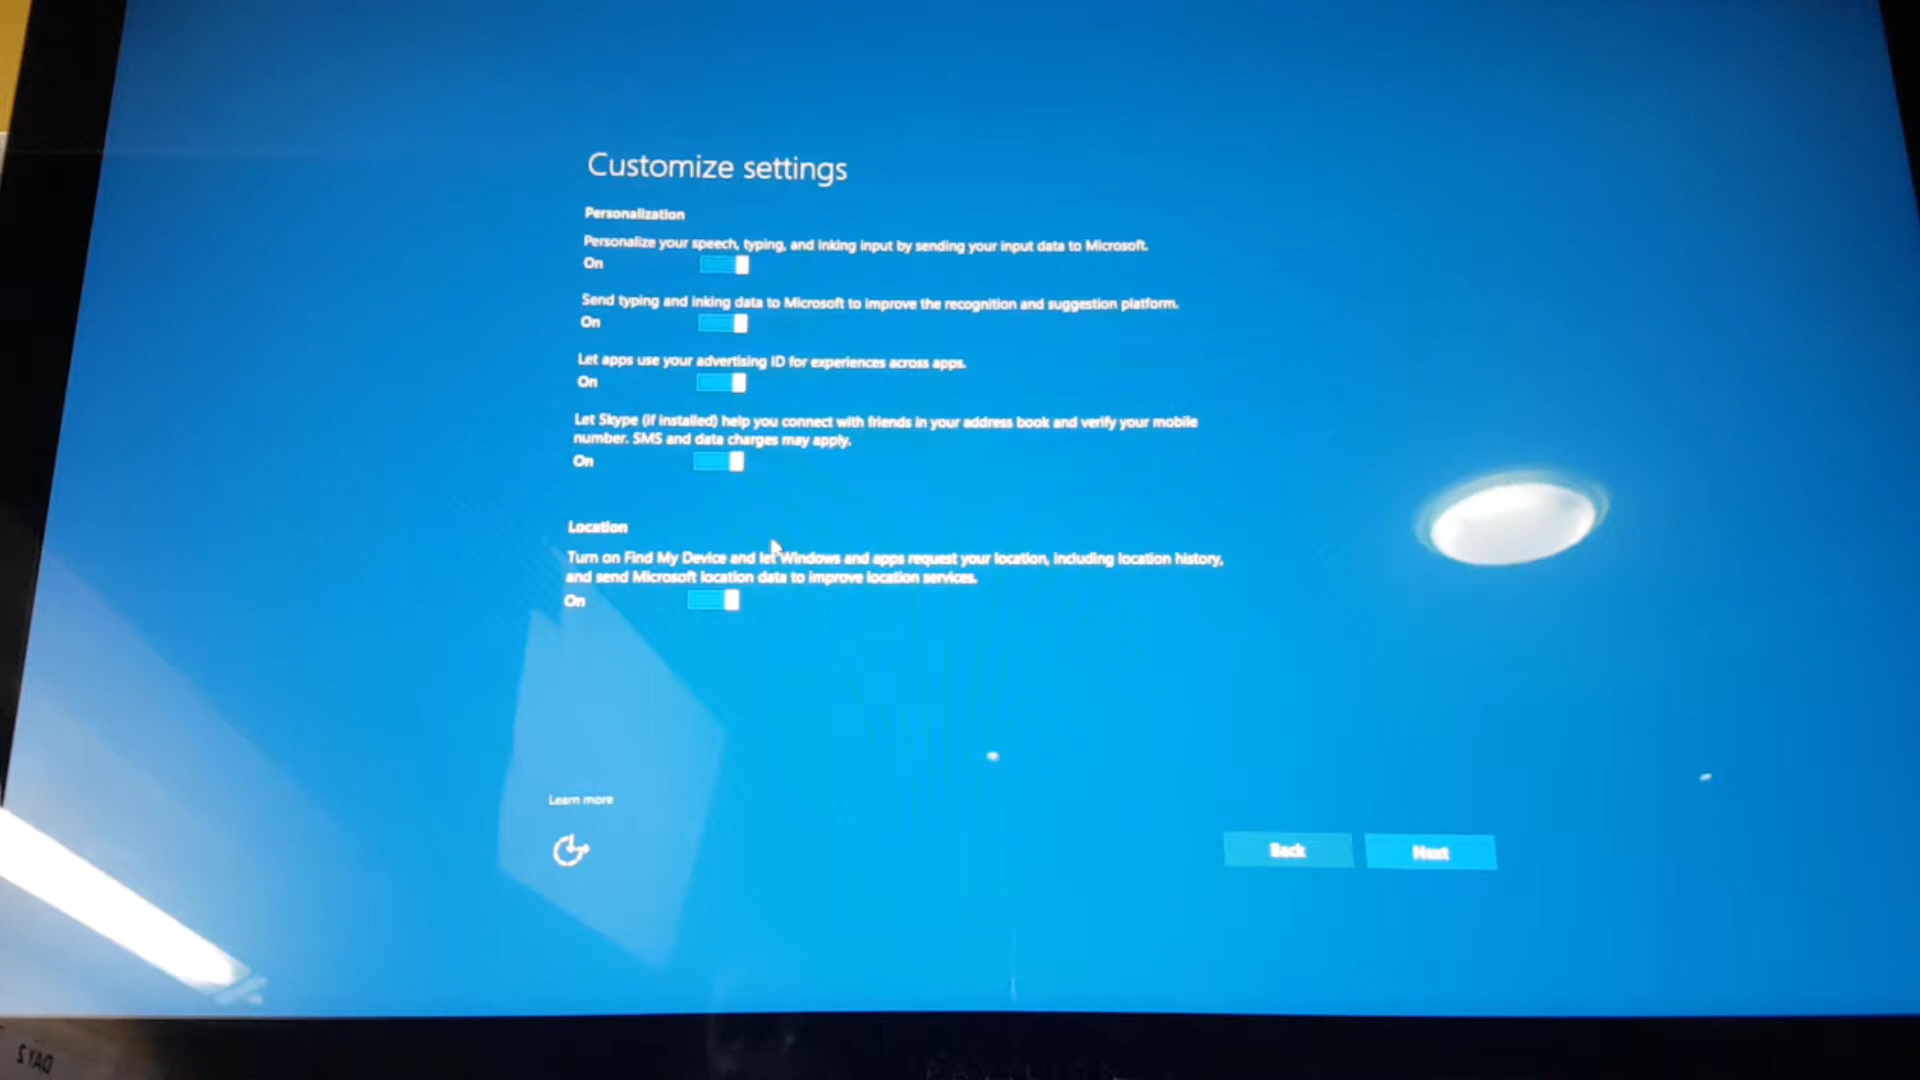 Customize settings
Personalization
Personalize your speech, typing, and inking input by sending your input data to Microsoft.
On
Send typing and inking data to Microsoft to improve the recognition and suggestion platform.
On
Let apps use your advertising ID for experiences across apps.
On
Let Skype (if installed) help you connect with friends in your address book and verify your mobile
number. SMS and data charges may apply.
On
Location
Turn on Find My Device and let Windows and apps request your location, including location history,
and send Microsoft location data to improve location services.
On
Learn more
Back
Next
DAY 2
PAVILION